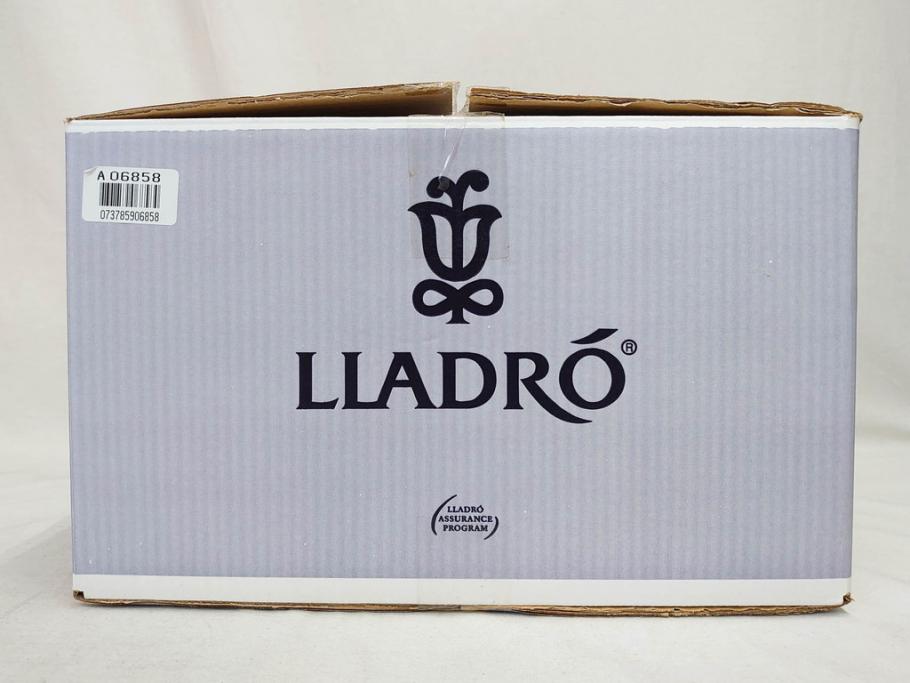 A 06858
073785906858
LLADRÓ®
LLADRÓ
ASSURANCE
PROGRAM